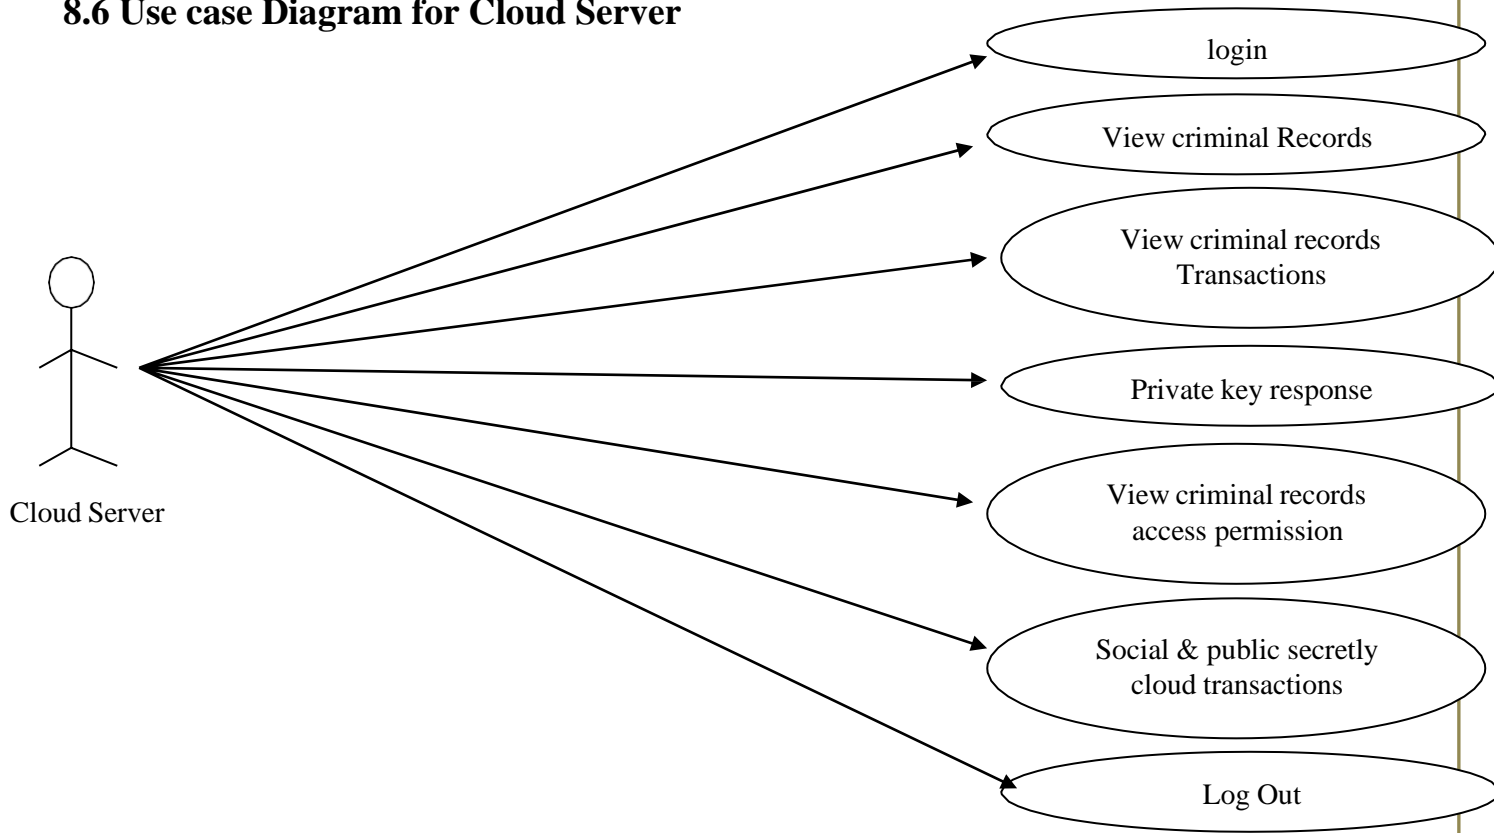 8.6 Use case Diagram for Cloud Server
login
View criminal Records
View criminal records
Transactions
Private key response
View criminal records
access permission
Cloud Server
Social & public secretly
cloud transactions
Log Out